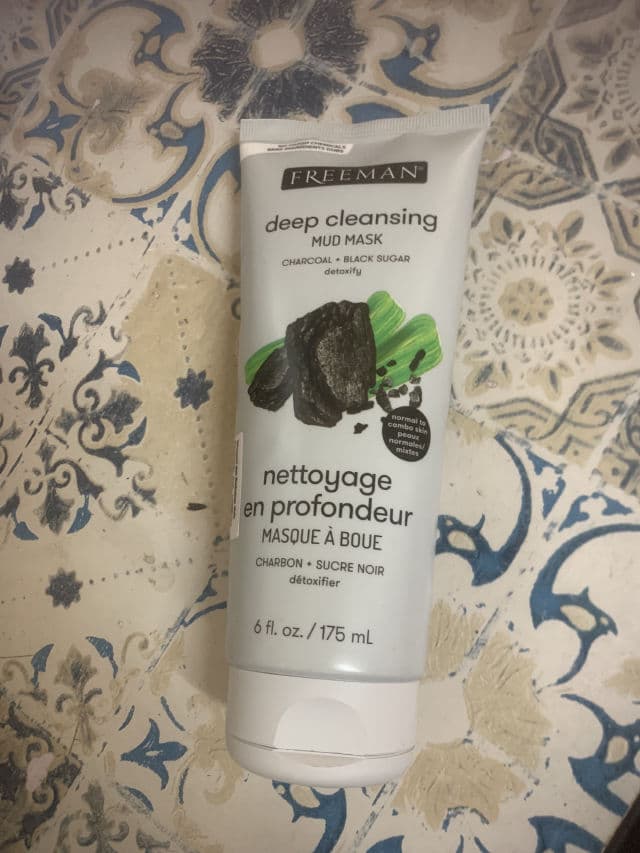 FREEMAN
deep cleansing
MUD MASK
CHARCOAL + BLACK SUGAR
detoxify
normal to
combo skin
peaux
normales/
mixtes
nettoyage
en profondeur
MASQUE À BOUE
CHARBON + SUCRE NOIR
détoxifier
6 fl. oz. / 175 mL